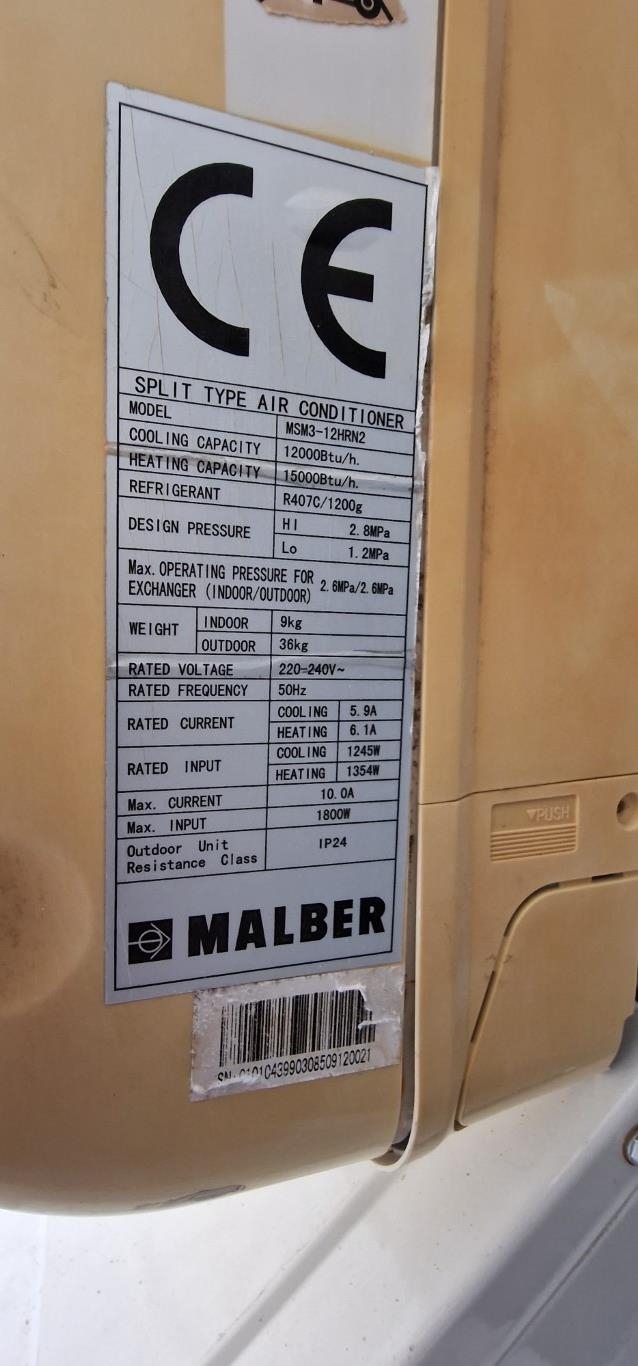 CE
SPLIT TYPE AIR CONDITIONER
MODEL MSM3-12HRN2
COOLING CAPACITY 12000Btu/h.
HEATING CAPACITY 15000Btu/h.
REFRIGERANT R407C/1200g
DESIGN PRESSURE HI 2.8MPa
Lo 1.2MPa
Max. OPERATING PRESSURE FOR
EXCHANGER (INDOOR/OUTDOOR) 2.6MPa/2.6MPa
WEIGHT INDOOR 9kg
OUTDOOR 36kg
RATED VOLTAGE 220-240V~
RATED FREQUENCY 50Hz
RATED CURRENT COOLING 5.9A
HEATING 6.1A
RATED INPUT COOLING 1245W
HEATING 1354W
Max. CURRENT 10.0A
Max. INPUT 1800W
Outdoor Unit
Resistance Class IP24
MALBER
▼PUSH